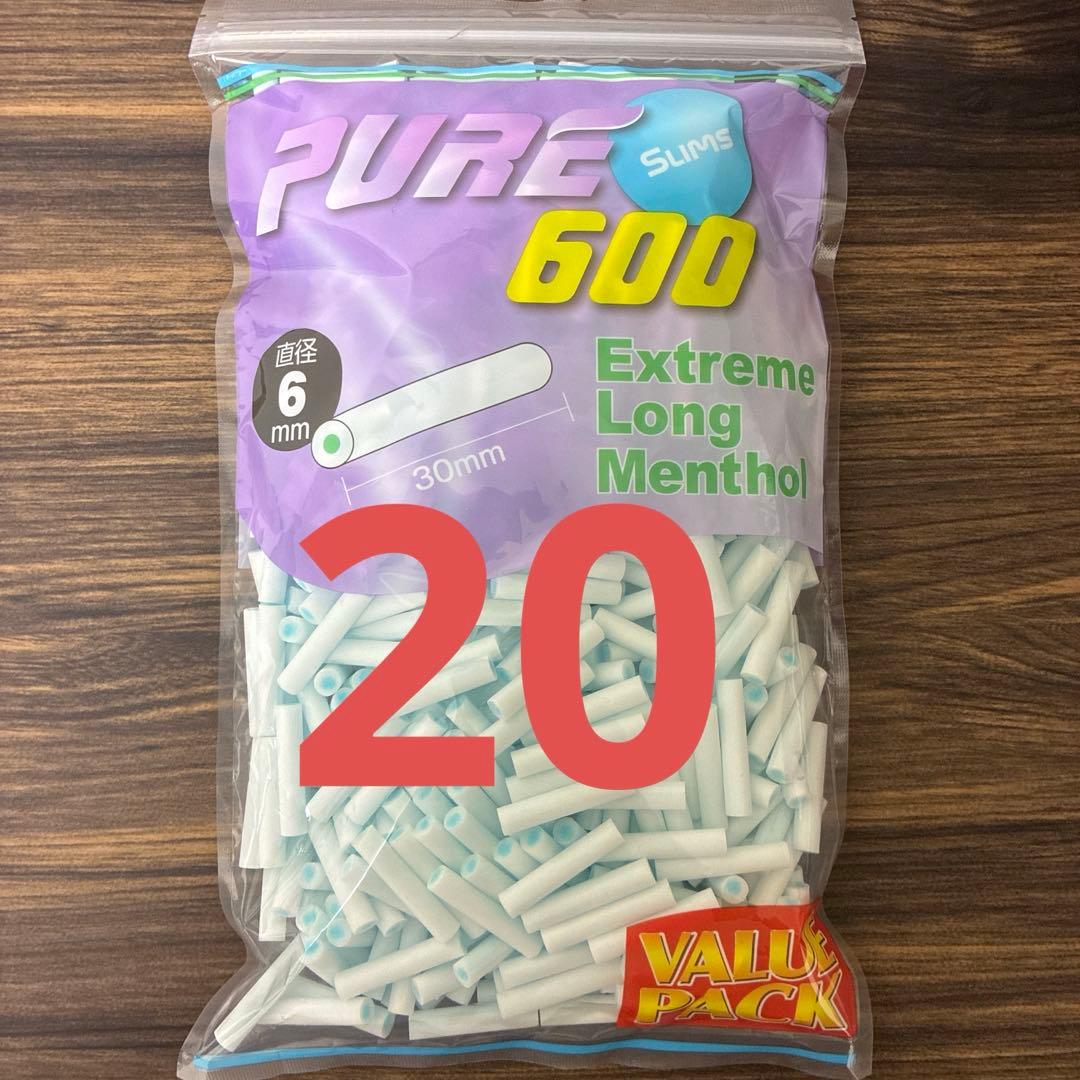 PURE
SLIMS
600
直径
6
mm
30mm
Extreme
Long
Menthol
20
VALUE
PACK